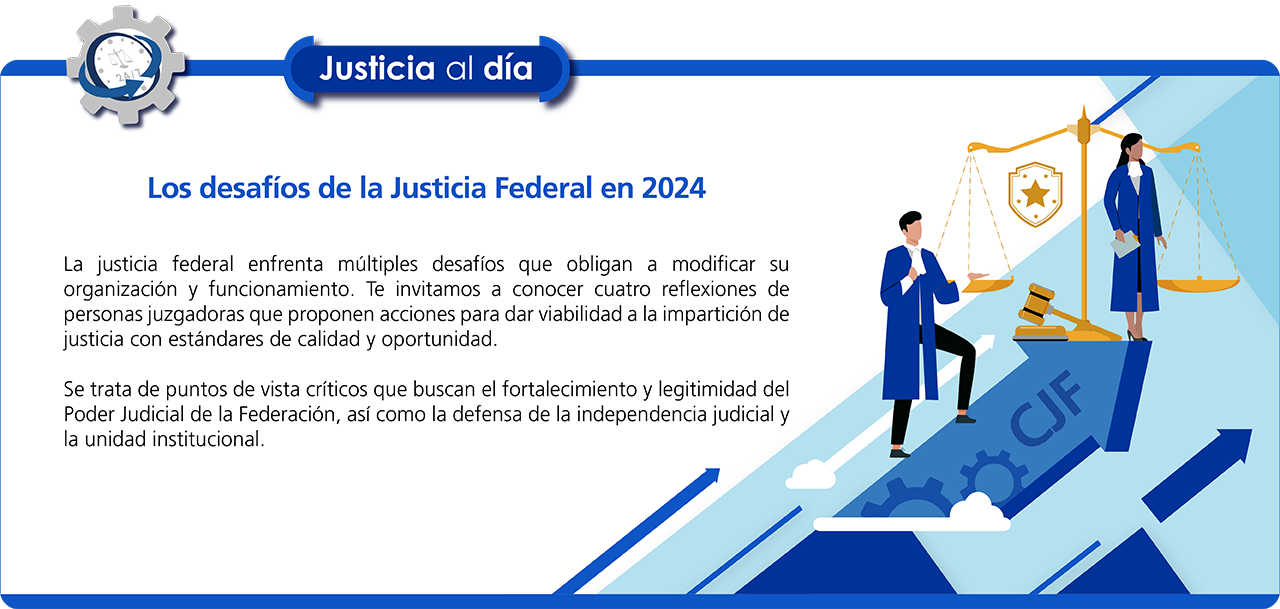 24/7
Justicia al día
Los desafíos de la Justicia Federal en 2024
La justicia federal enfrenta múltiples desafíos que obligan a modificar su
organización y funcionamiento. Te invitamos a conocer cuatro reflexiones de
personas juzgadoras que proponen acciones para dar viabilidad a la impartición de
justicia con estándares de calidad y oportunidad.
Se trata de puntos de vista críticos que buscan el fortalecimiento y legitimidad del
Poder Judicial de la Federación, así como la defensa de la independencia judicial y
la unidad institucional.
CJF